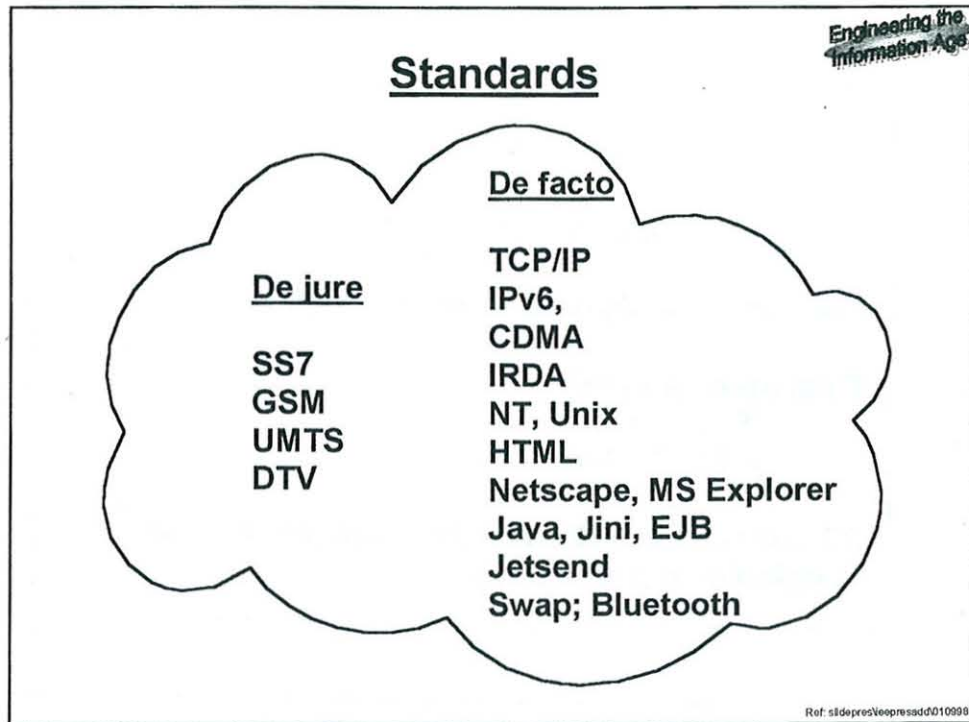 Engineering the
Information Age
Standards
De jure
SS7
GSM
UMTS
DTV
De facto
TCP/IP
IPv6,
CDMA
IRDA
NT, Unix
HTML
Netscape, MS Explorer
Java, Jini, EJB
Jetsend
Swap; Bluetooth
Ref: slidepres\ieepresadd\010998